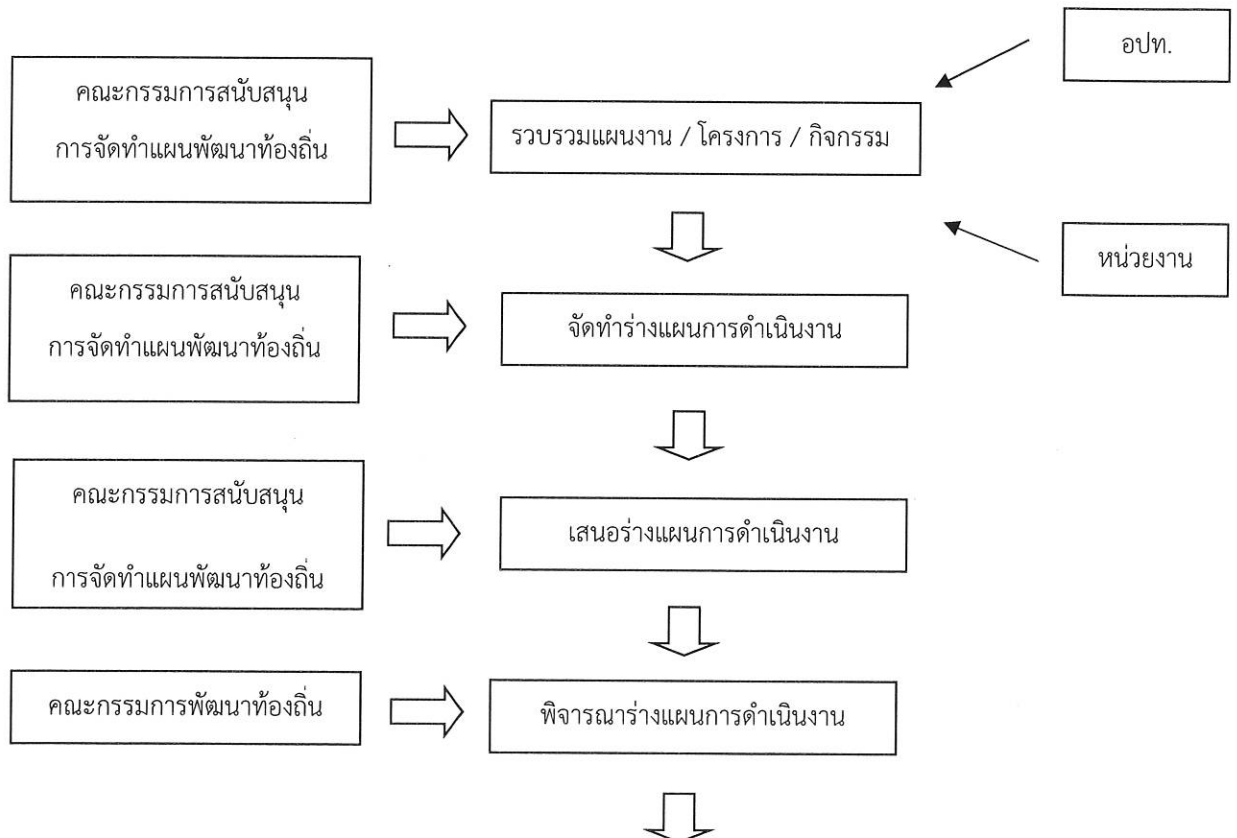 อปท.
คณะกรรมการสนับสนุน
การจัดทำแผนพัฒนาท้องถิ่น
รวบรวมแผนงาน / โครงการ / กิจกรรม
หน่วยงาน
คณะกรรมการสนับสนุน
การจัดทำแผนพัฒนาท้องถิ่น
จัดทำร่างแผนการดำเนินงาน
คณะกรรมการสนับสนุน
การจัดทำแผนพัฒนาท้องถิ่น
เสนอร่างแผนการดำเนินงาน
คณะกรรมการพัฒนาท้องถิ่น
พิจารณาร่างแผนการดำเนินงาน